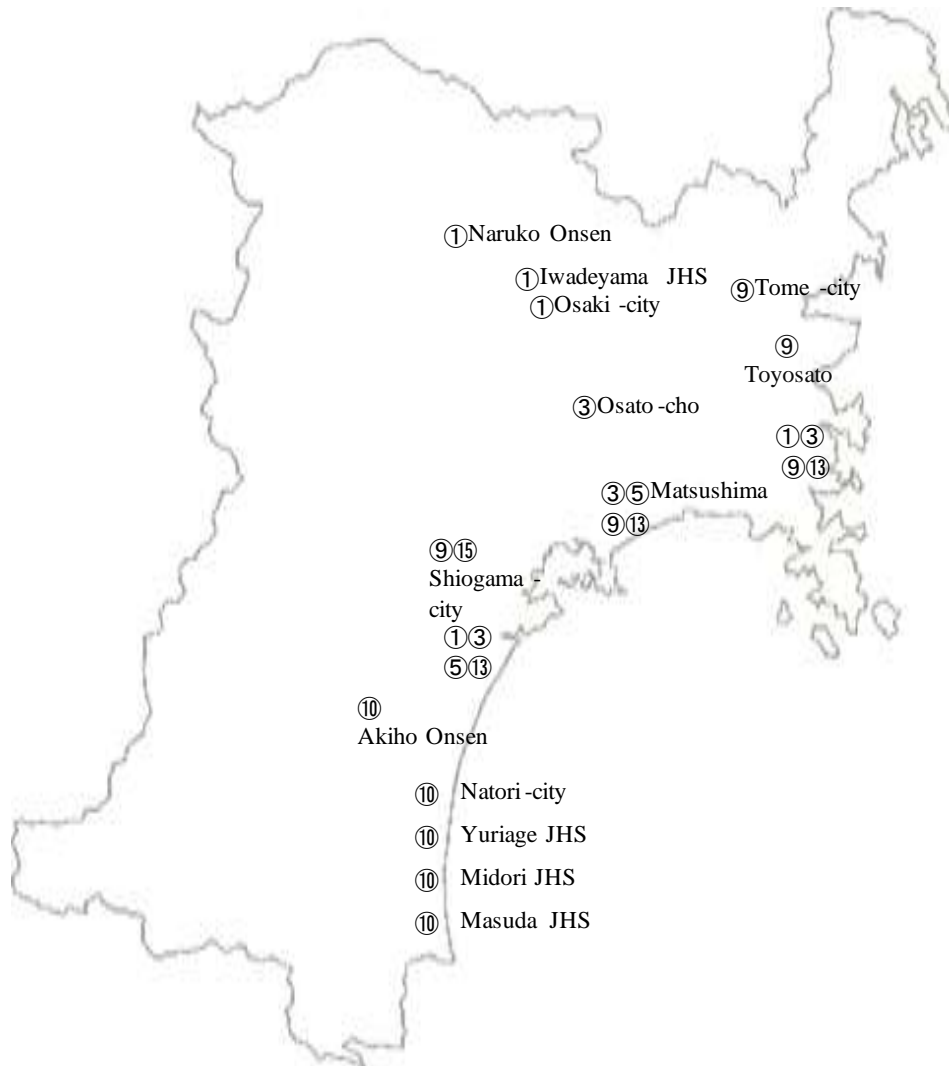 ①Naruko Onsen
①Iwadeyama JHS
①Osaki -city
⑨Tome -city
⑨
Toyosato
③Osato -cho
①③
⑨⑬
③⑤Matsushima
⑨⑬
⑨⑮
Shiogama -
city
①③
⑤⑬
⑩
Akiho Onsen
⑩ Natori -city
⑩ Yuriage JHS
⑩ Midori JHS
⑩ Masuda JHS